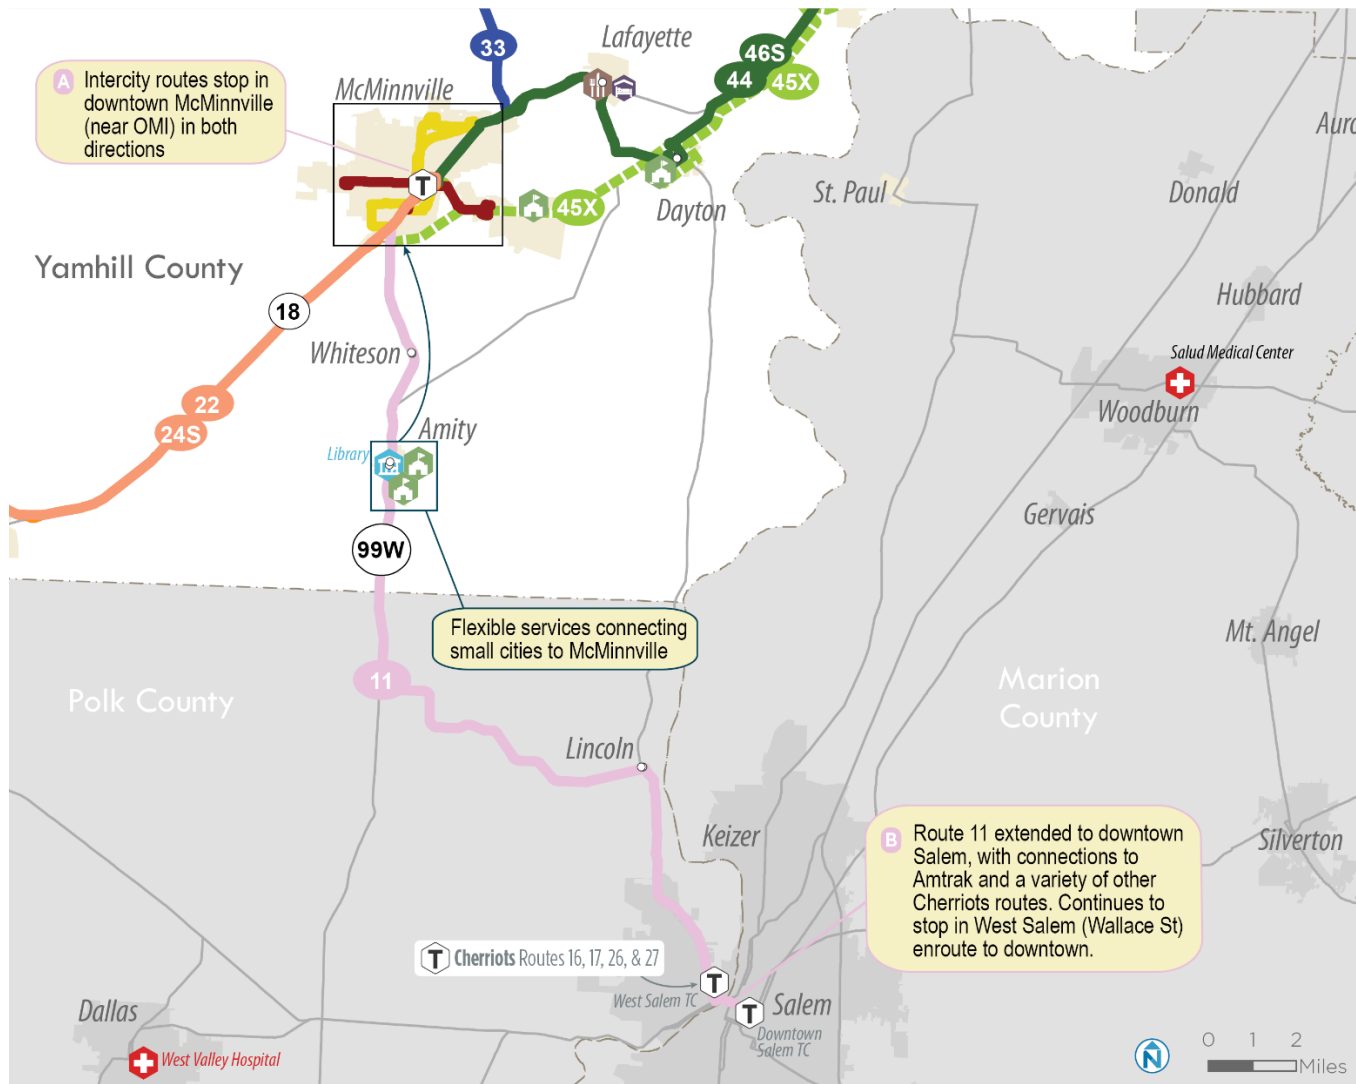 33
Lafayette
46S
44
45X
McMinnville
A Intercity routes stop in
downtown McMinnville
(near OMI) in both
directions
T
45X
Dayton
St. Paul
Donald
Yamhill County
18
Hubbard
Whiteson
Salud Medical Center
22
24S
Woodburn
Amity
Library
Gervais
99W
Flexible services connecting
small cities to McMinnville
Mt. Angel
11
Polk County
Marion
County
Lincoln
Keizer
Silverton
B Route 11 extended to downtown
Salem, with connections to
Amtrak and a variety of other
Cherriots routes. Continues to
stop in West Salem (Wallace St)
enroute to downtown.
T Cherriots Routes 16, 17, 26, & 27
T
West Salem TC
T
Salem
Downtown
Salem TC
Dallas
West Valley Hospital
N
0 1 2
Miles